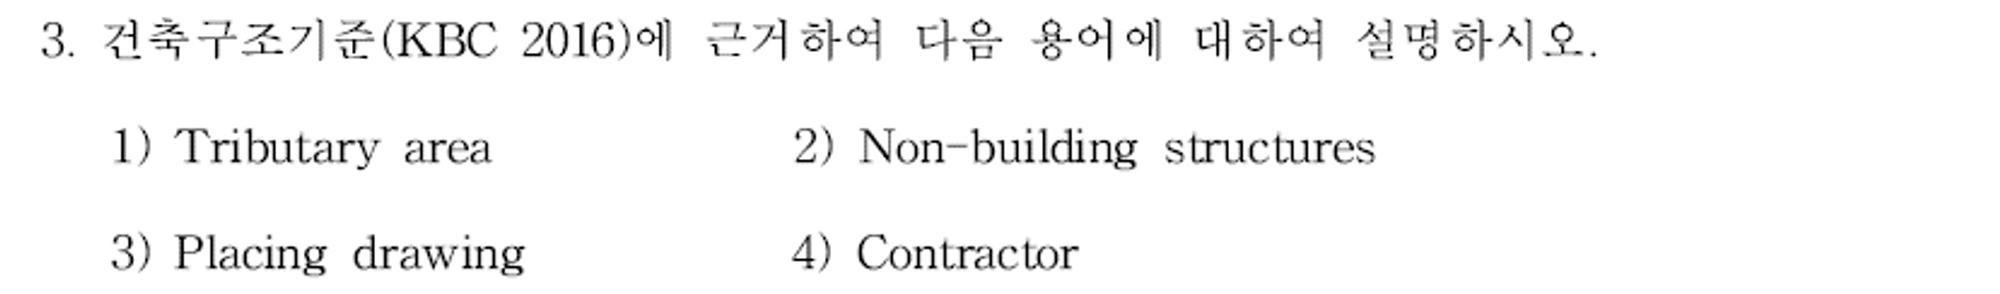 3. 건축구조기준(KBC 2016)에 근거하여 다음 용어에 대하여 설명하시오.
1) Tributary area 2) Non-building structures
3) Placing drawing 4) Contractor